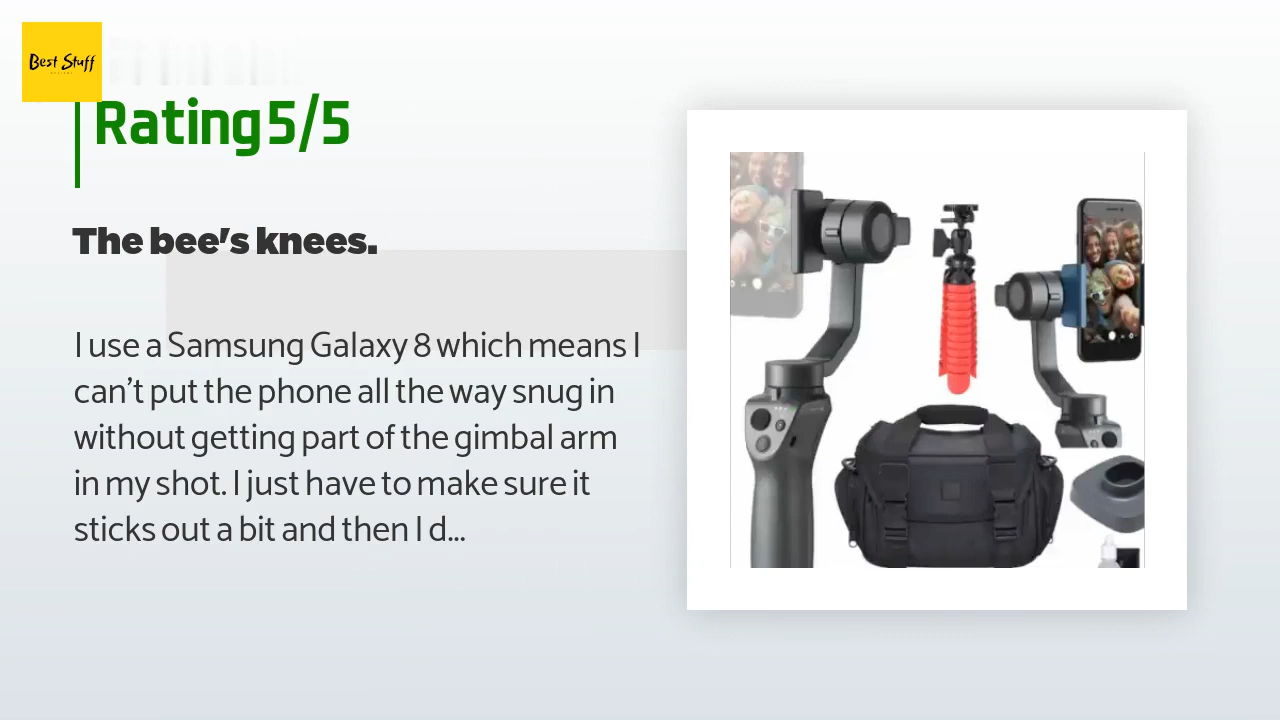 Best Stuff
Rating 5/5
The bee's knees.
I use a Samsung Galaxy 8 which means I
can't put the phone all the way snug in
without getting part of the gimbal arm
in my shot. I just have to make sure it
sticks out a bit and then I d...